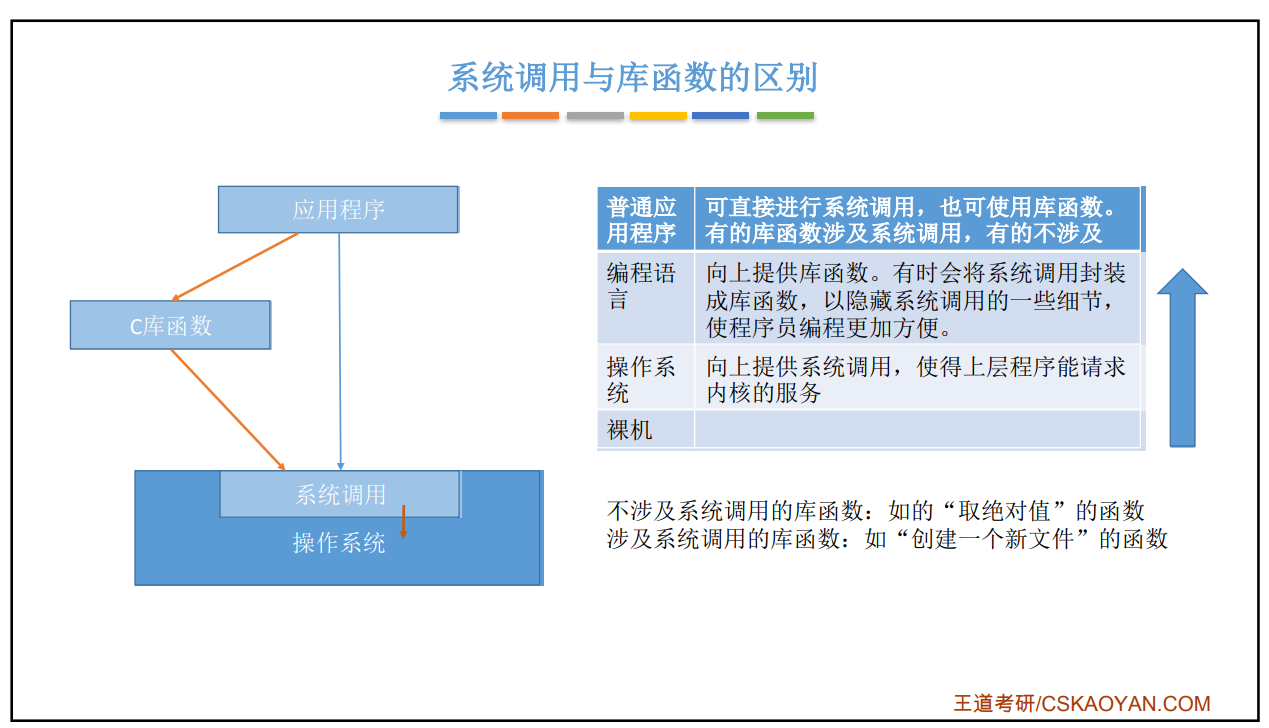 系统调用与库函数的区别
应用程序
C库函数
系统调用
操作系统
普通应
用程序
可直接进行系统调用，也可使用库函数。
有的库函数涉及系统调用，有的不涉及
编程语
言
向上提供库函数。有时会将系统调用封装
成库函数，以隐藏系统调用的一些细节，
使程序员编程更加方便。
操作系
统
向上提供系统调用，使得上层程序能请求
内核的服务
裸机
不涉及系统调用的库函数：如的“取绝对值”的函数
涉及系统调用的库函数：如“创建一个新文件”的函数
王道考研/CSKAOYAN.COM